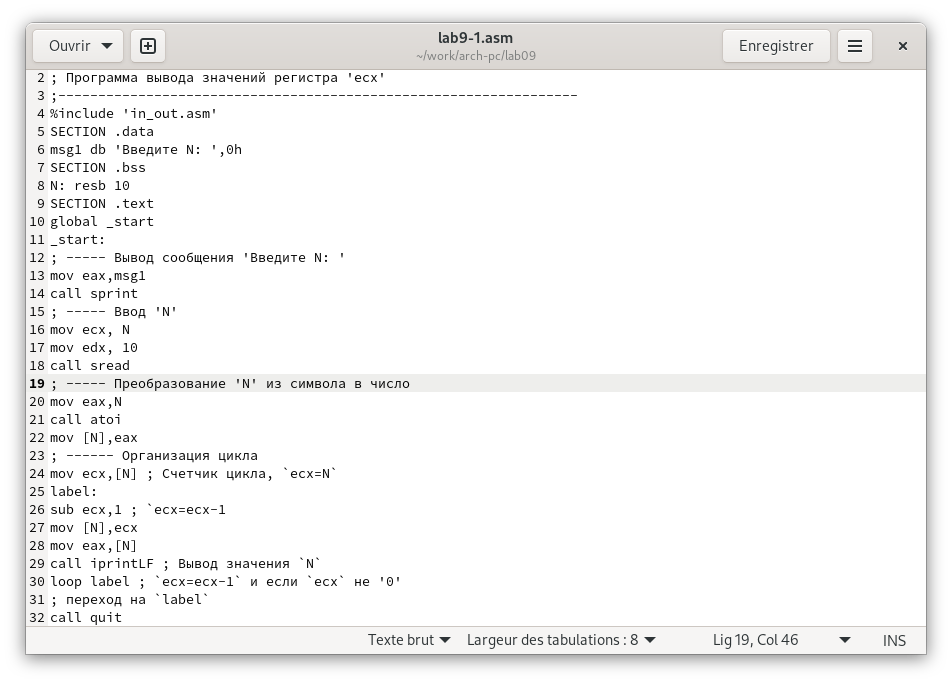 Ouvrir
lab9-1.asm
~/work/arch-pc/lab09
Enregistrer
2 ; Программа вывода значений регистра 'ecx'
3 ;-----------------------------------------------------------------
4 %include 'in_out.asm'
5 SECTION .data
6 msg1 db 'Введите N: ',0h
7 SECTION .bss
8 N: resb 10
9 SECTION .text
10 global _start
11 _start:
12 ; ----- Вывод сообщения 'Введите N: '
13 mov eax,msg1
14 call sprint
15 ; ----- Ввод 'N'
16 mov ecx, N
17 mov edx, 10
18 call sread
19 ; ----- Преобразование 'N' из символа в число
20 mov eax,N
21 call atoi
22 mov [N],eax
23 ; ------ Организация цикла
24 mov ecx,[N] ; Счетчик цикла, `ecx=N`
25 label:
26 sub ecx,1 ; `ecx=ecx-1
27 mov [N],ecx
28 mov eax,[N]
29 call iprintLF ; Вывод значения `N`
30 loop label ; `ecx=ecx-1` и если `ecx` не '0'
31 ; переход на `label`
32 call quit
Texte brut Largeur des tabulations : 8 Lig 19, Col 46 INS